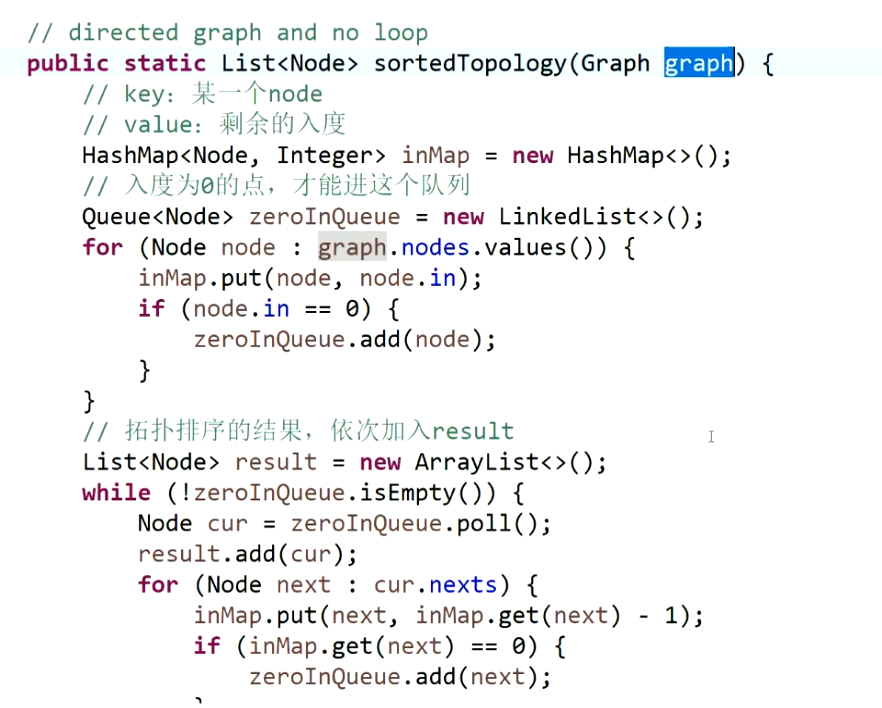 // directed graph and no loop
public static List<Node> sortedTopology(Graph graph) {
// key：某一个node
// value：剩余的入度
HashMap<Node, Integer> inMap = new HashMap<>();
// 入度为0的点，才能进这个队列
Queue<Node> zeroInQueue = new LinkedList<>();
for (Node node : graph.nodes.values()) {
inMap.put(node, node.in);
if (node.in == 0) {
zeroInQueue.add(node);
}
}
// 拓扑排序的结果，依次加入result
List<Node> result = new ArrayList<>();
while (!zeroInQueue.isEmpty()) {
Node cur = zeroInQueue.poll();
result.add(cur);
for (Node next : cur.nexts) {
inMap.put(next, inMap.get(next) - 1);
if (inMap.get(next) == 0) {
zeroInQueue.add(next);